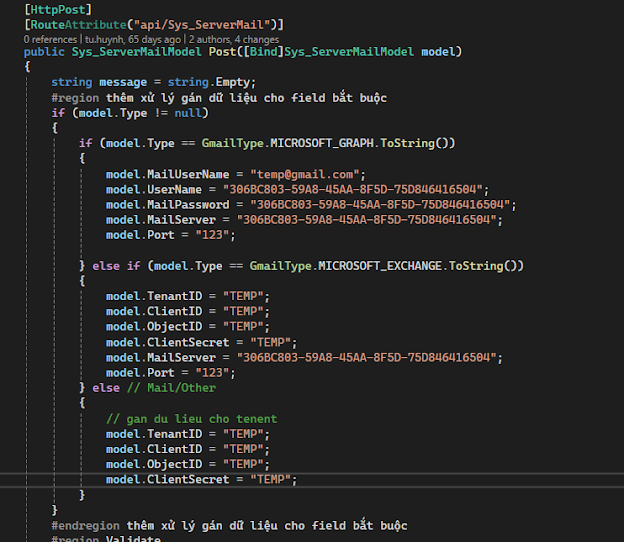 [HttpPost]
[RouteAttribute("api/Sys_ServerMail")]
0 references | tu.huynh, 65 days ago | 2 authors, 4 changes
public Sys_ServerMailModel Post([Bind]Sys_ServerMailModel model)
{
string message = string.Empty;
#region thêm xử lý gán dữ liệu cho field bắt buộc
if (model.Type != null)
{
if (model.Type == GmailType.MICROSOFT_GRAPH.ToString())
{
model.MailUserName = "temp@gmail.com";
model.UserName = "306BC803-59A8-45AA-8F5D-75D846416504";
model.MailPassword = "306BC803-59A8-45AA-8F5D-75D846416504";
model.MailServer = "306BC803-59A8-45AA-8F5D-75D846416504";
model.Port = "123";
} else if (model.Type == GmailType.MICROSOFT_EXCHANGE.ToString())
{
model.TenantID = "TEMP";
model.ClientID = "TEMP";
model.ObjectID = "TEMP";
model.ClientSecret = "TEMP";
model.MailServer = "306BC803-59A8-45AA-8F5D-75D846416504";
model.Port = "123";
} else // Mail/Other
{
// gan du lieu cho tenent
model.TenantID = "TEMP";
model.ClientID = "TEMP";
model.ObjectID = "TEMP";
model.ClientSecret = "TEMP";
}
}
#endregion thêm xử lý gán dữ liệu cho field bắt buộc
#region Validate